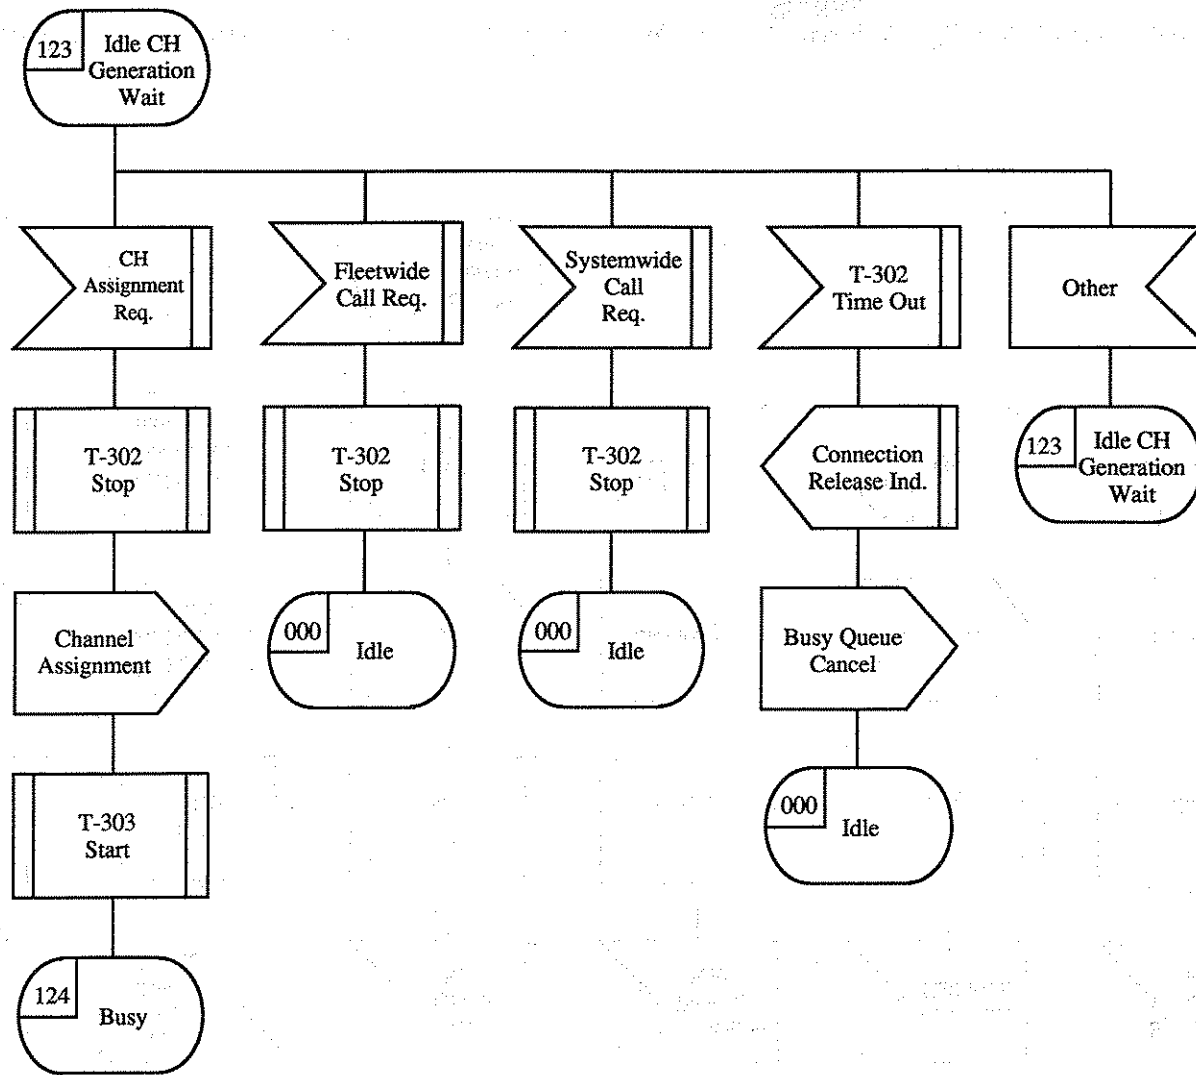 123
Idle CH
Generation
Wait
CH
Assignment
Req.
Fleetwide
Call Req.
Systemwide
Call
Req.
T-302
Time Out
Other
T-302
Stop
T-302
Stop
T-302
Stop
Connection
Release Ind.
123
Idle CH
Generation
Wait
Channel
Assignment
000
Idle
000
Idle
Busy Queue
Cancel
T-303
Start
000
Idle
124
Busy